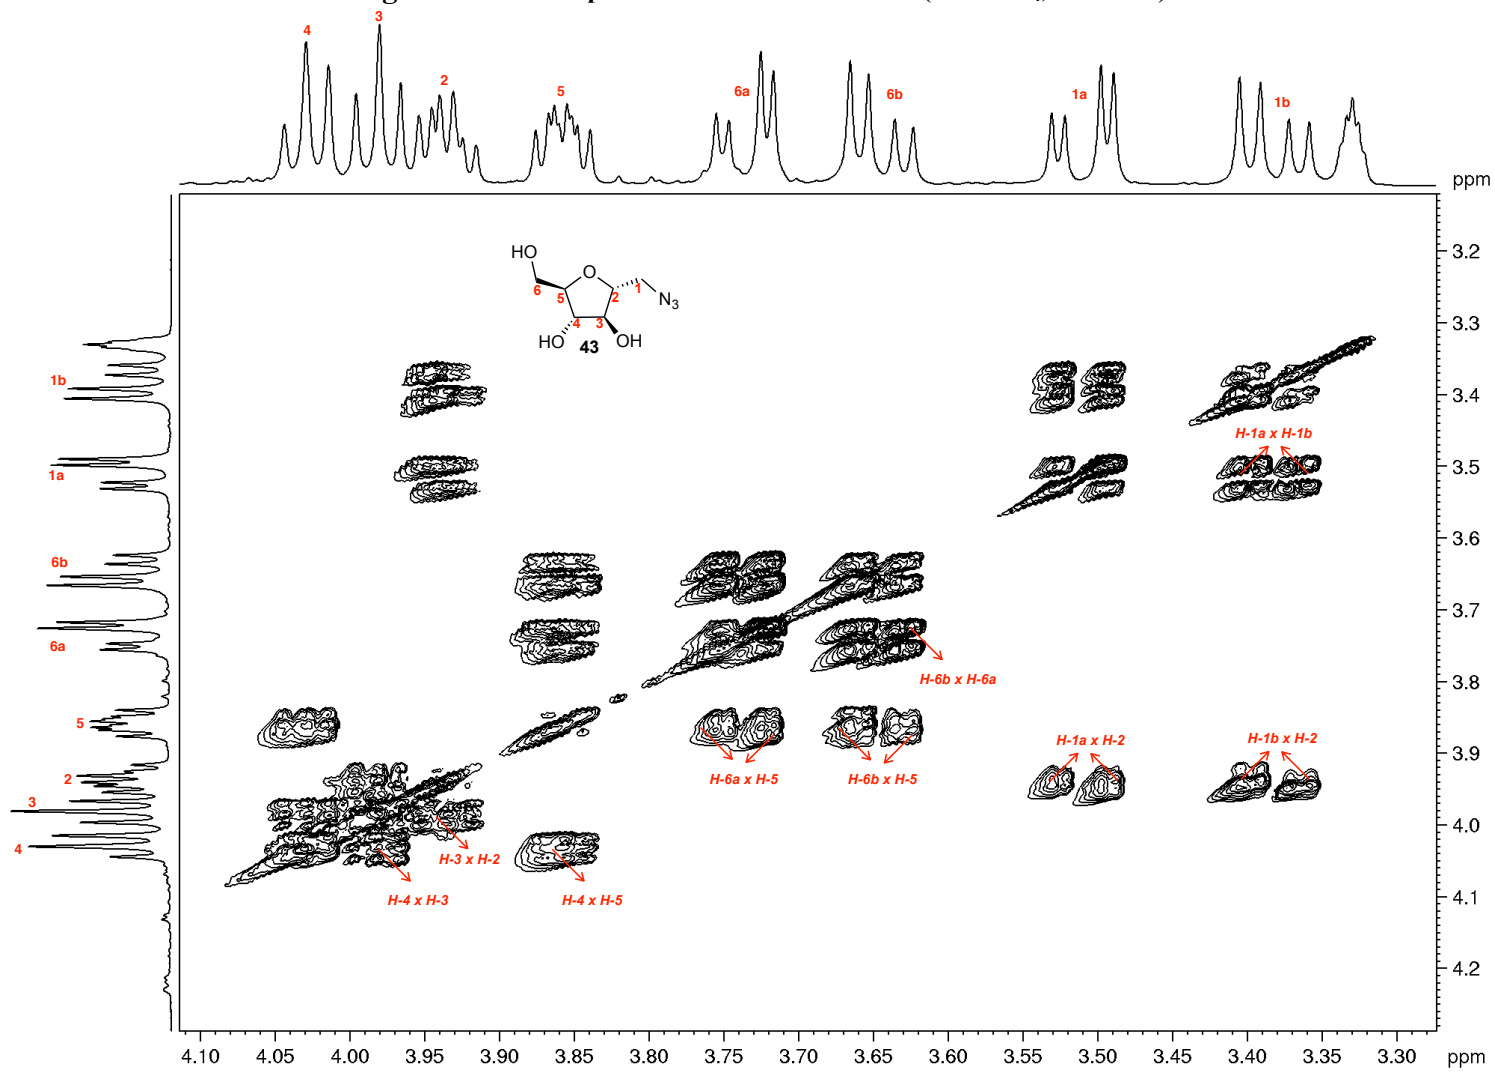 4
3
2
5
6a
6b
1a
1b
ppm
HO
O
6
5
2
1
N3
4
3
HO
OH
43
1b
1a
6b
6a
5
2
3
4
H-1a x H-1b
H-6b x H-6a
H-6a x H-5
H-6b x H-5
H-1a x H-2
H-1b x H-2
H-3 x H-2
H-4 x H-3
H-4 x H-5
3.2
3.3
3.4
3.5
3.6
3.7
3.8
3.9
4.0
4.1
4.2
4.10 4.05 4.00 3.95 3.90 3.85 3.80 3.75 3.70 3.65 3.60 3.55 3.50 3.45 3.40 3.35 3.30 ppm